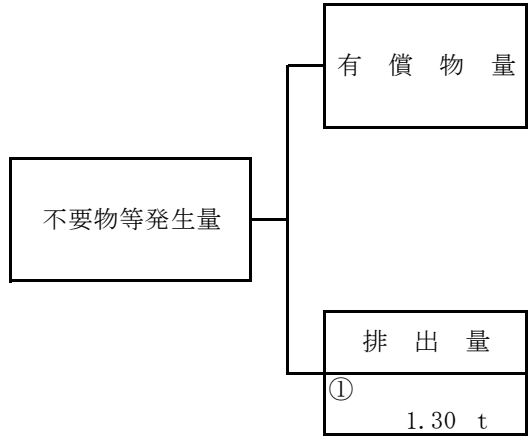 有 償 物 量
不要物等発生量
排 出 量
①
1.30 t